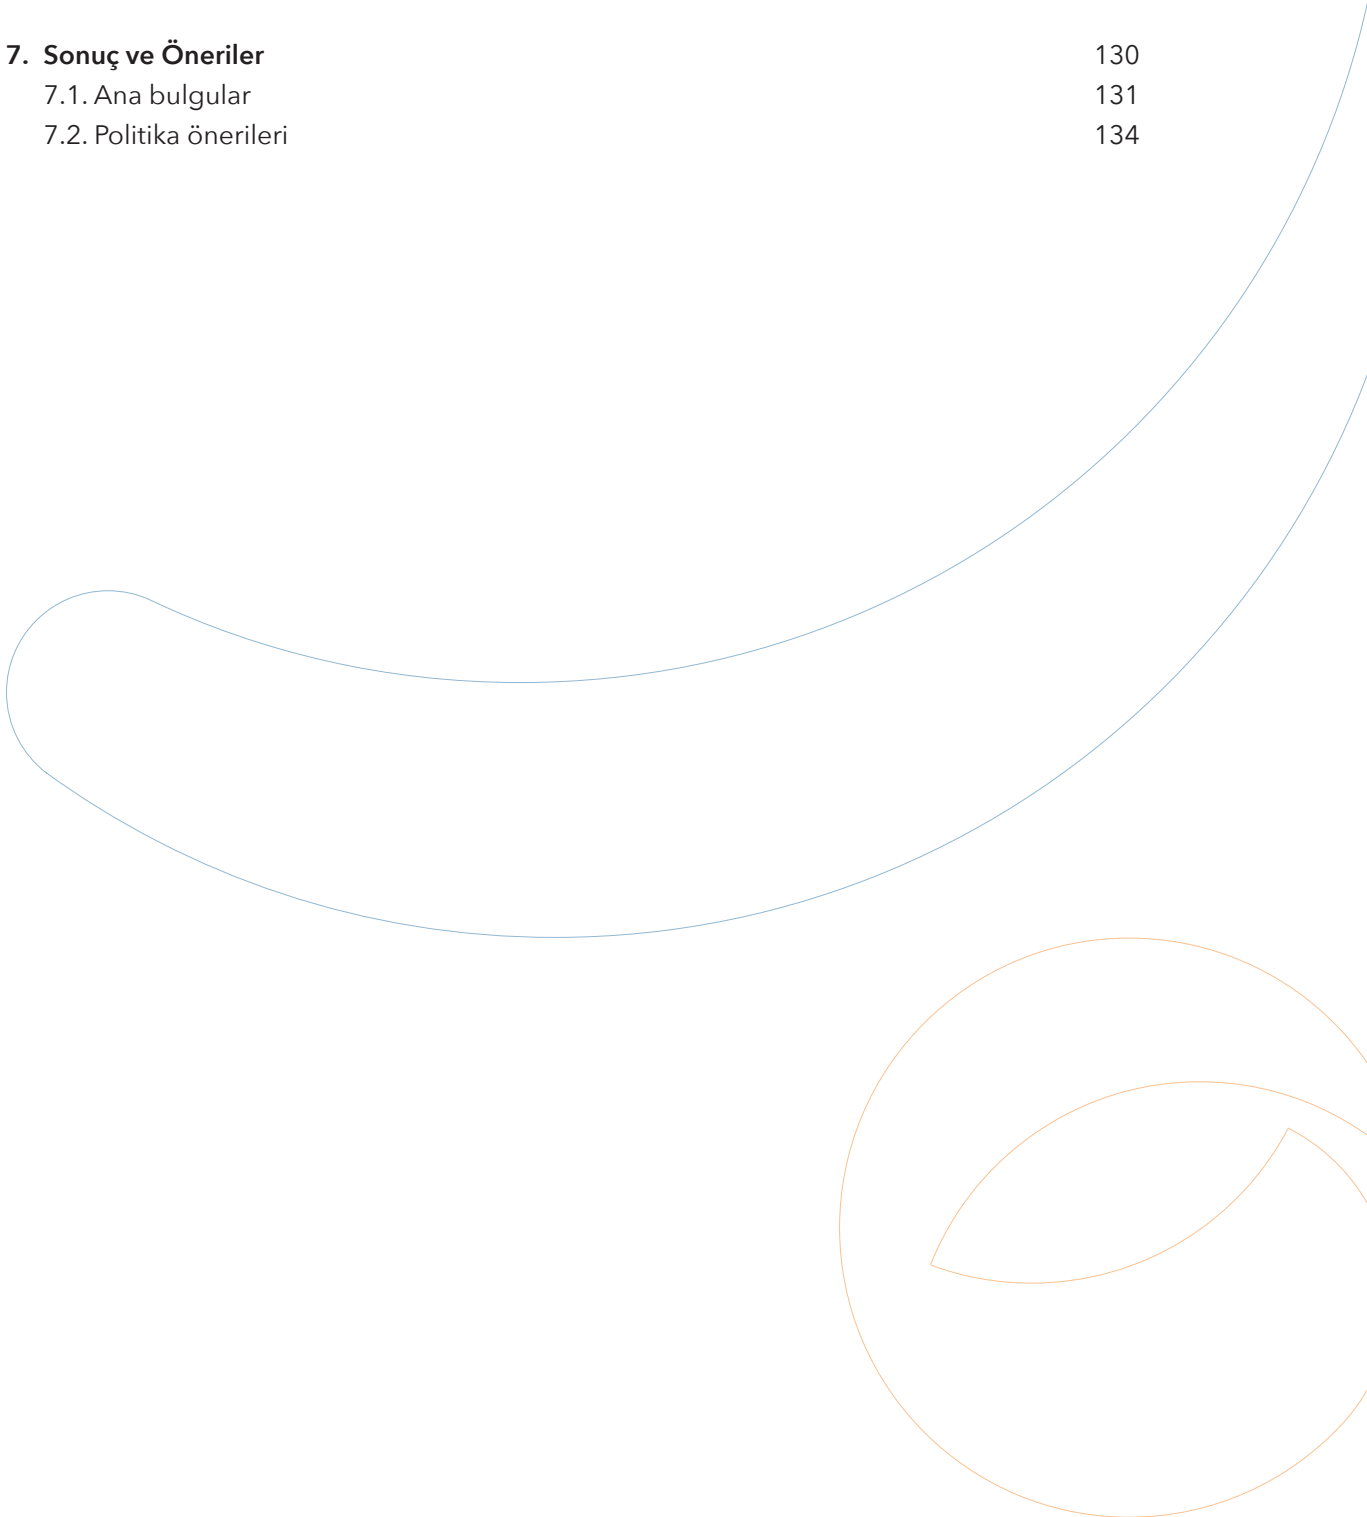 7. Sonuç ve Öneriler 130
7.1. Ana bulgular 131
7.2. Politika önerileri 134